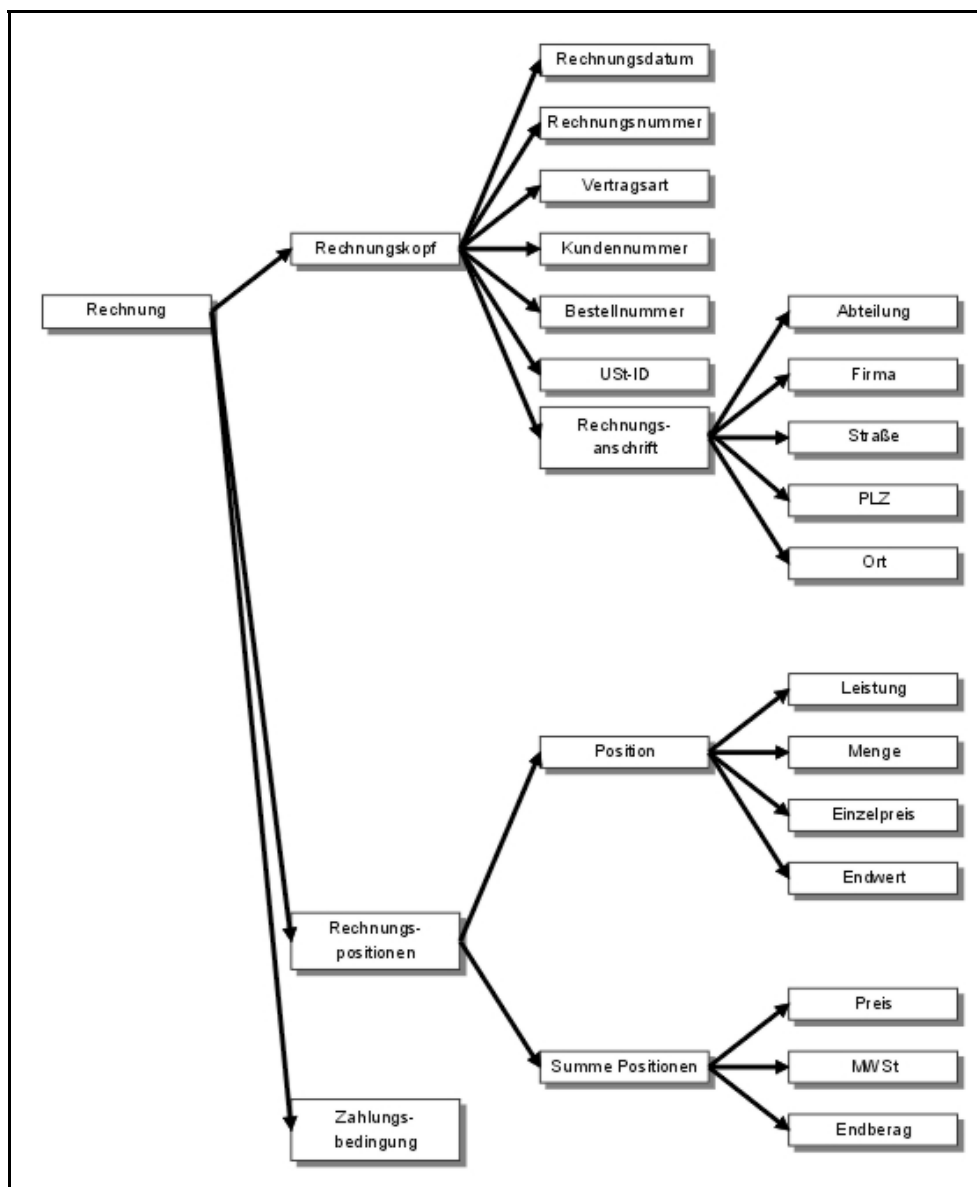 Rechnungsdatum
Rechnungsnummer
Vertragsart
Rechnungskopf
Kundennummer
Rechnung
Bestellnummer
Abteilung
USt-ID
Firma
Rechnungs-
anschrift
Straße
PLZ
Ort
Leistung
Position
Menge
Einzelpreis
Endwert
Rechnungs-
positionen
Preis
Summe Positionen
MWSt
Zahlungs-
bedingung
Endberag